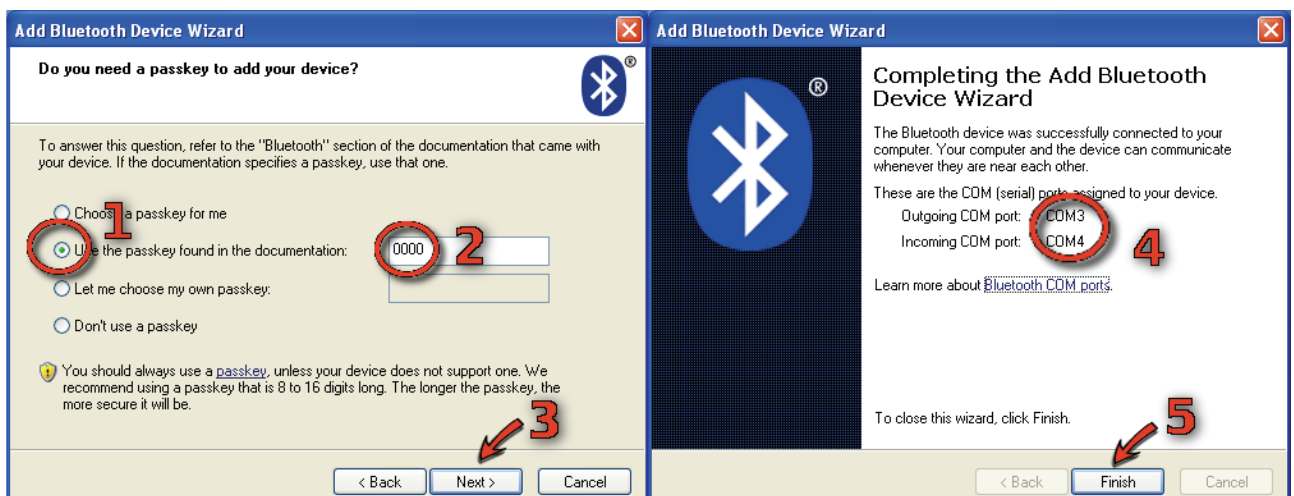 Add Bluetooth Device Wizard
Do you need a passkey to add your device?
®
To answer this question, refer to the "Bluetooth" section of the documentation that came with
your device. If the documentation specifies a passkey, use that one.
Choose a passkey for me
1
Use the passkey found in the documentation:
0000
2
Let me choose my own passkey:
Don't use a passkey
You should always use a passkey, unless your device does not support one. We
recommend using a passkey that is 8 to 16 digits long. The longer the passkey, the
more secure it will be.
3
< Back
Next >
Cancel
Add Bluetooth Device Wizard
®
Completing the Add Bluetooth
Device Wizard
The Bluetooth device was successfully connected to your
computer. Your computer and the device can communicate
whenever they are near each other.
These are the COM (serial) ports assigned to your device.
Outgoing COM port: COM3
Incoming COM port: COM4
4
Learn more about Bluetooth COM ports.
To close this wizard, click Finish.
5
< Back
Finish
Cancel